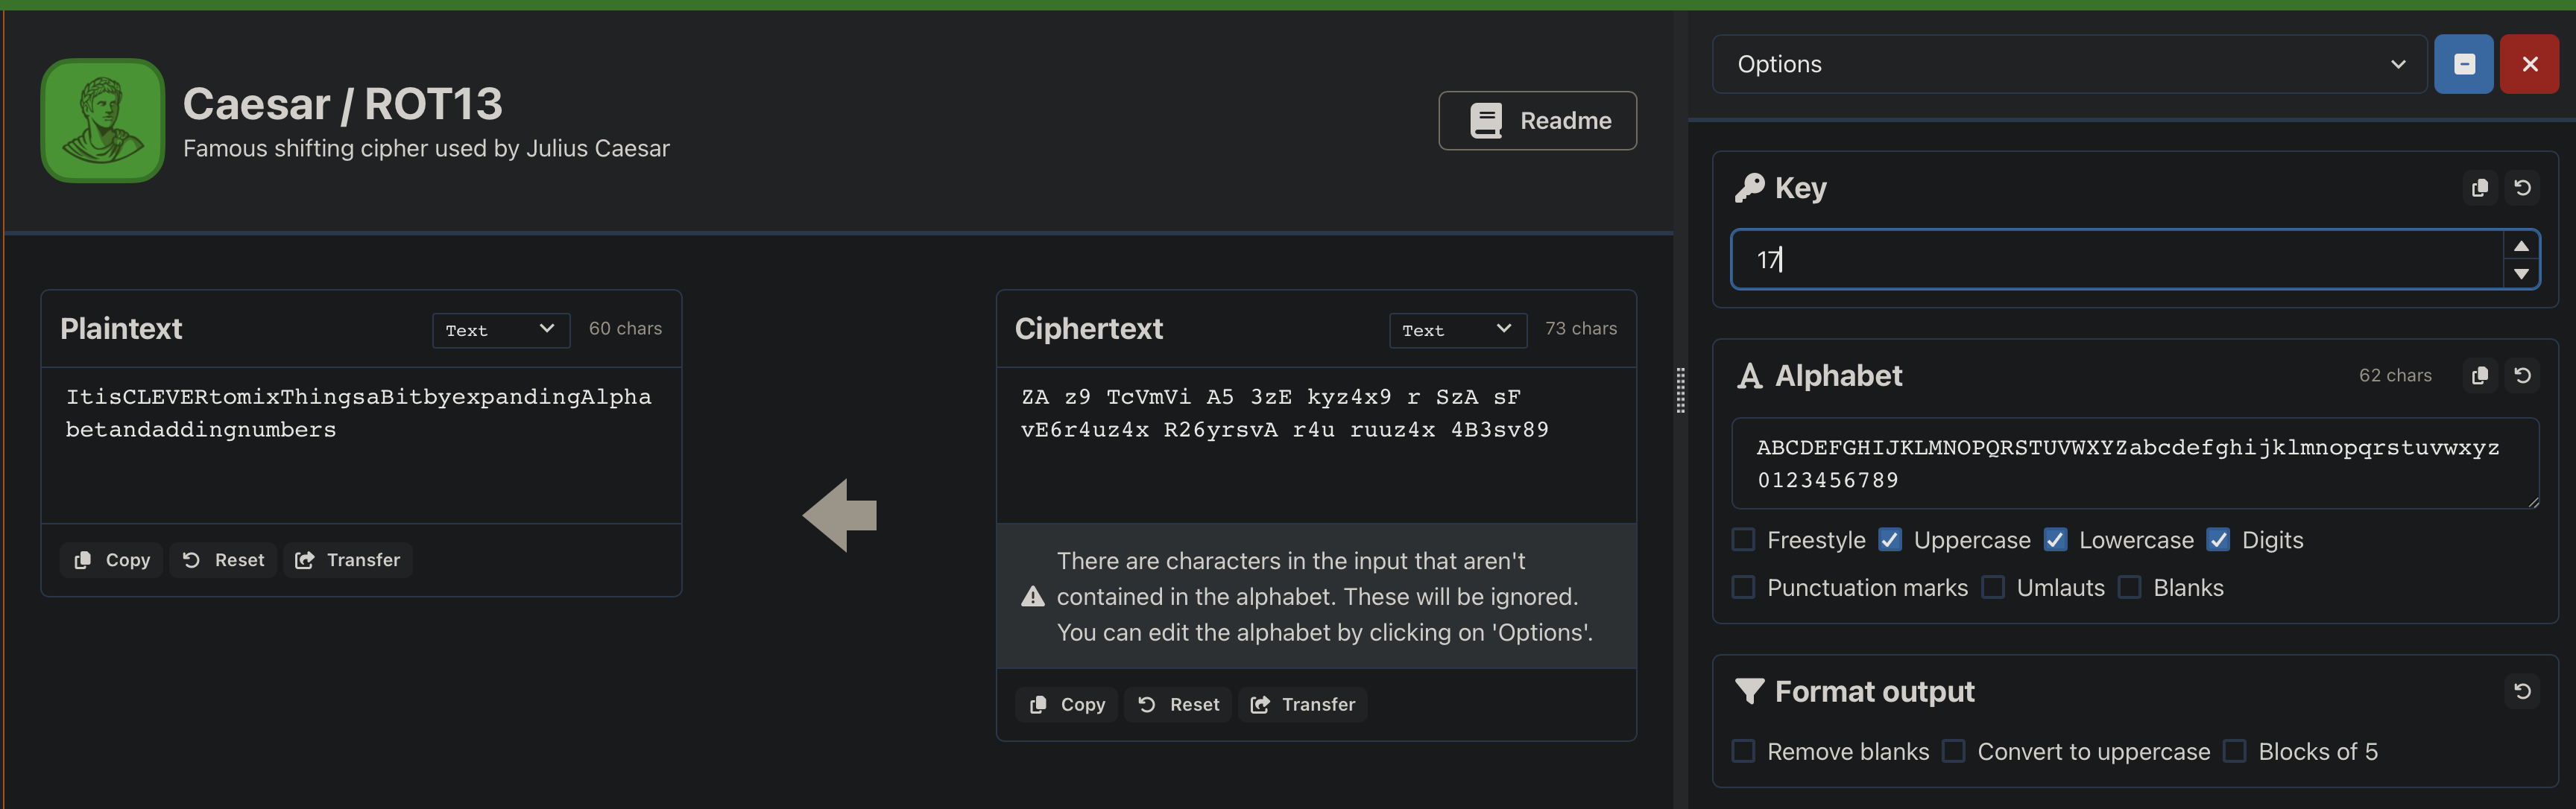 Caesar / ROT13
Famous shifting cipher used by Julius Caesar
Readme
Plaintext
Text
60 chars
ItisCLEVERtomixThingsaBitbyexpandingAlpha
betandaddingnumbers
Copy
Reset
Transfer
Ciphertext
Text
73 chars
ZA z9 TcVmVi A5 3zE kyz4x9 r SzA sF
vE6r4uz4x R26yrsvA r4u ruuz4x 4B3sv89
There are characters in the input that aren't
contained in the alphabet. These will be ignored.
You can edit the alphabet by clicking on 'Options'.
Copy
Reset
Transfer
Options
Key
17
Alphabet
62 chars
ABCDEFGHIJKLMNOPQRSTUVWXYZabcdefghijklmnopqrstuvwxyz
0123456789
Freestyle
Uppercase
Lowercase
Digits
Punctuation marks
Umlauts
Blanks
Format output
Remove blanks
Convert to uppercase
Blocks of 5